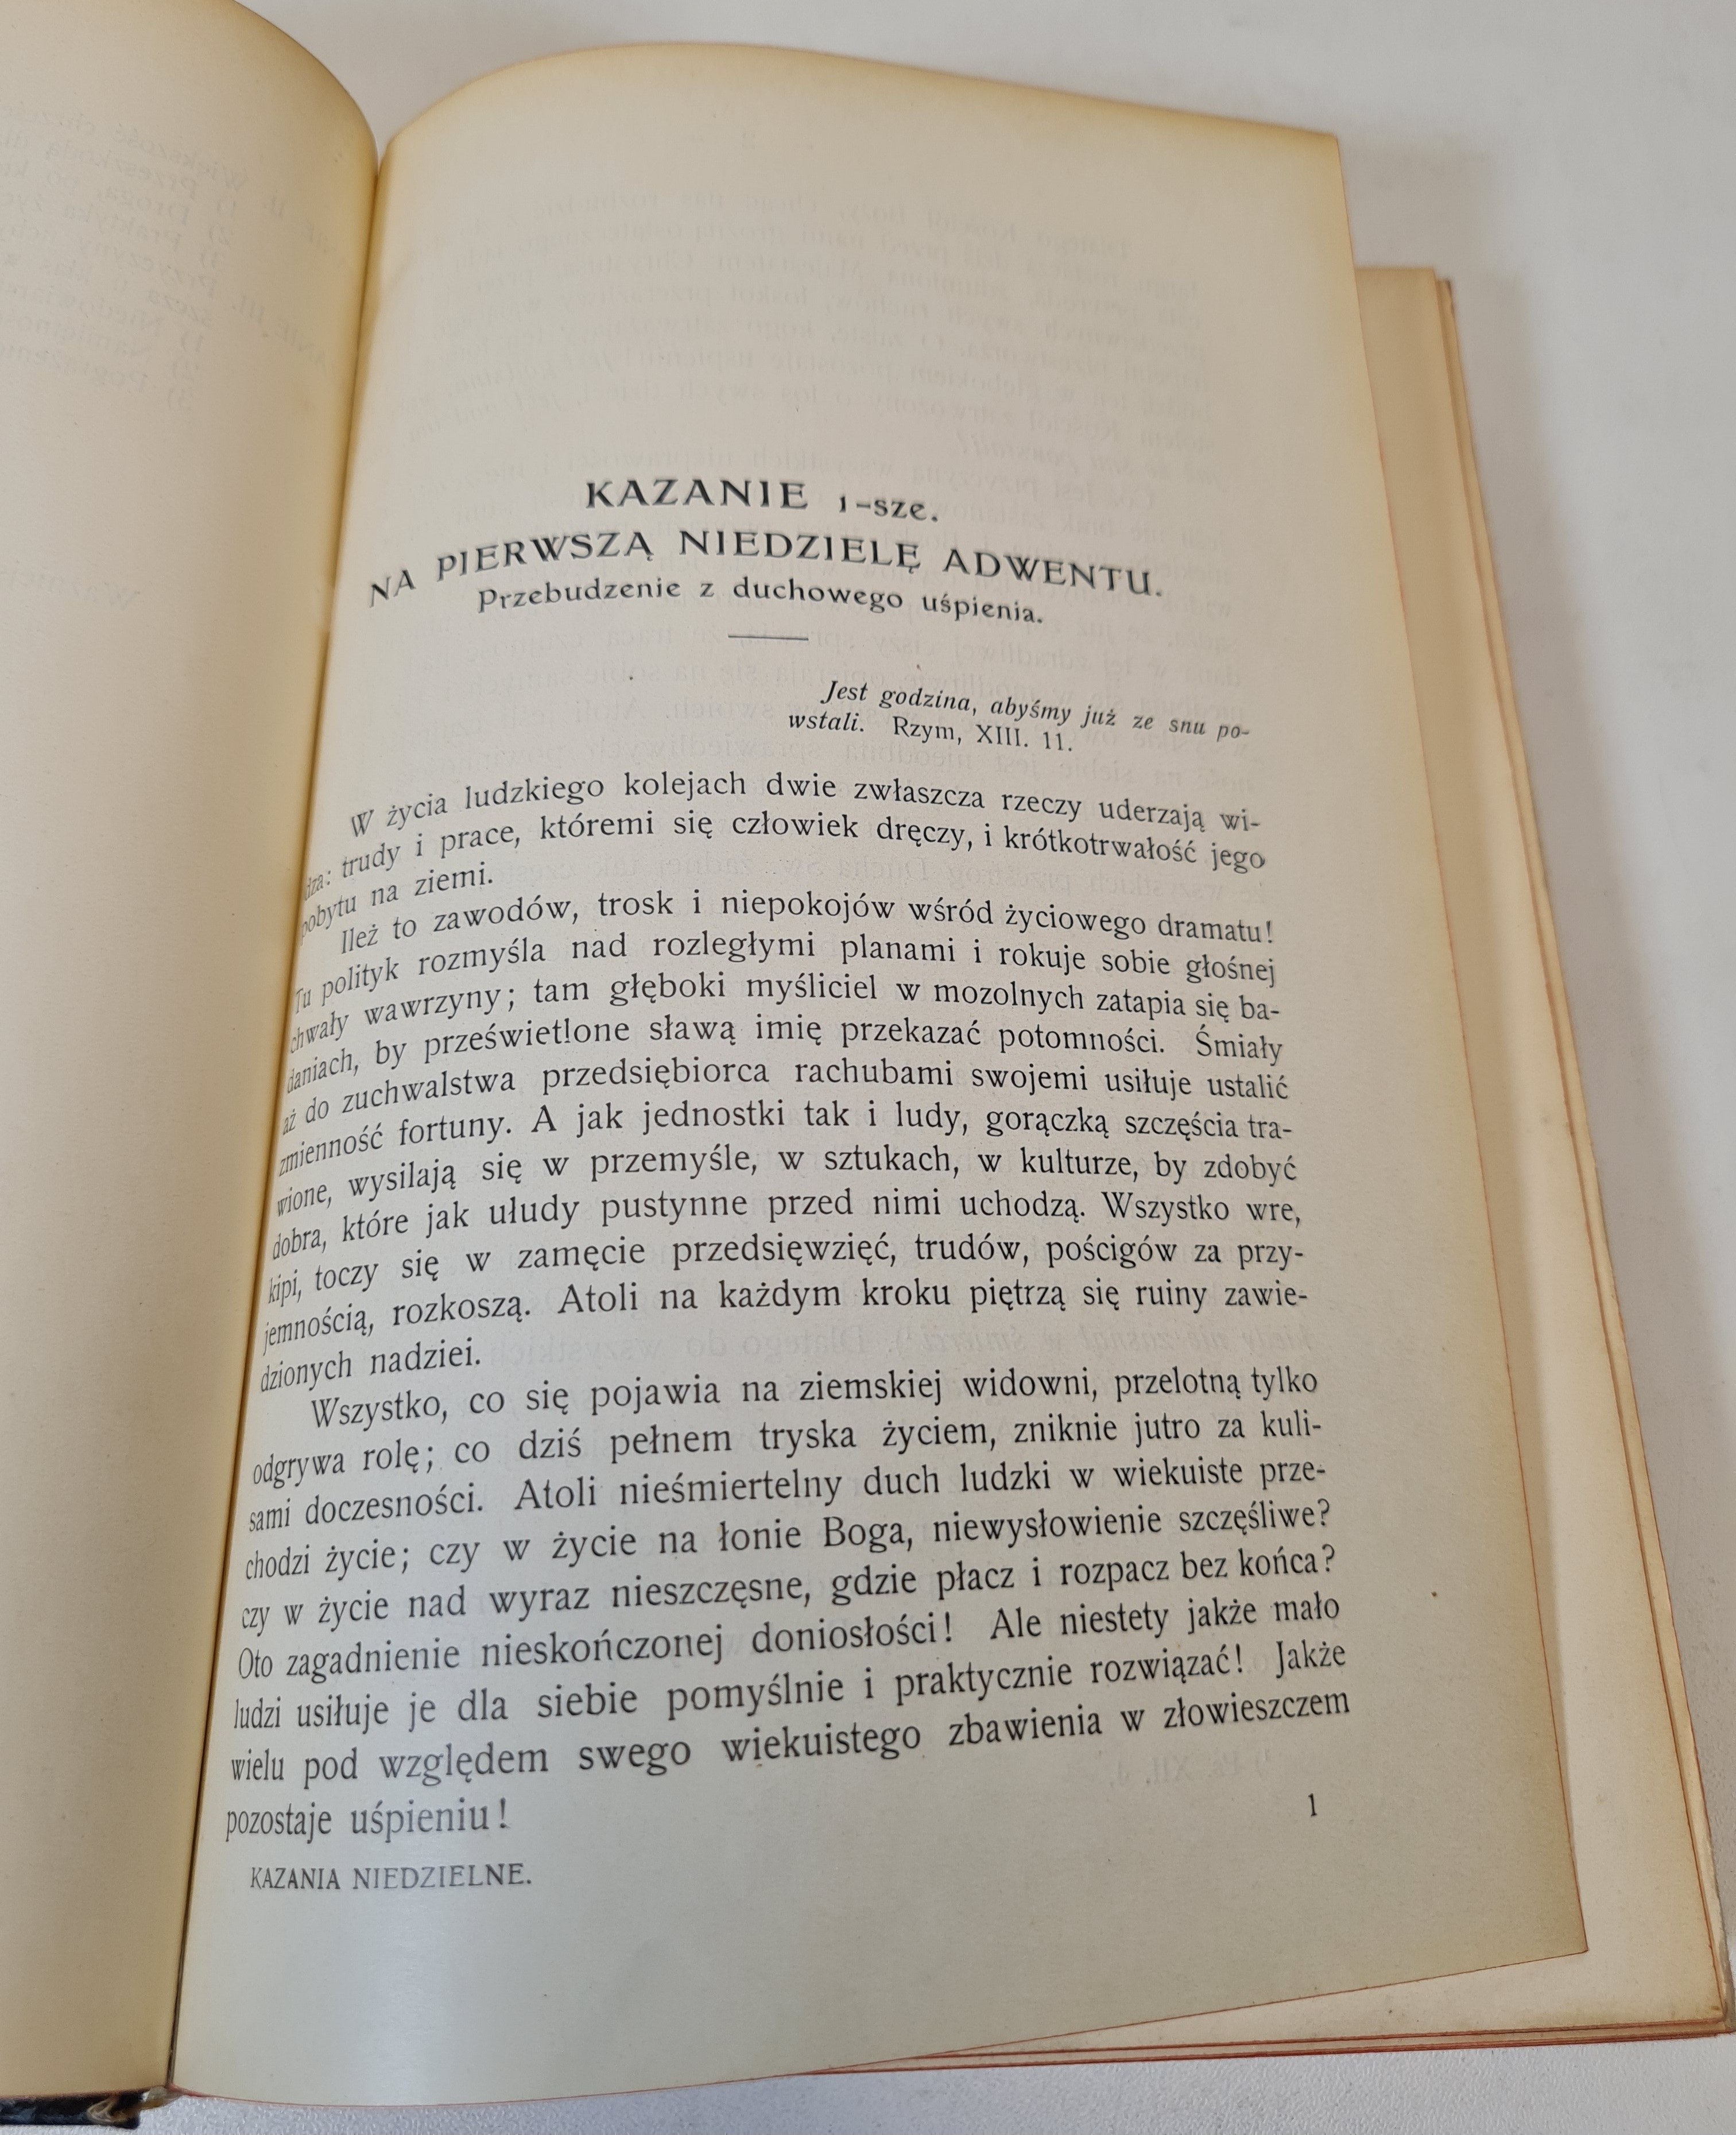 KAZANIE 1-sze.
NA PIERWSZĄ NIEDZIELĘ ADWENTU.
Przebudzenie z duchowego uśpienia.
Jest godzina, abyśmy już ze snu po-
wstali. Rzym, XIII. 11.
W życia ludzkiego kolejach dwie zwłaszcza rzeczy uderzają wi-
dza: trudy i prace, któremi się człowiek dręczy, i krótkotrwałość jego
pobytu na ziemi.
Ileż to zawodów, trosk i niepokojów wśród życiowego dramatu!
Tu polityk rozmyśla nad rozległymi planami i rokuje sobie głośnej
chwały wawrzyny; tam głęboki myśliciel w mozolnych zatapia się ba-
daniach, by prześwietlone sławą imię przekazać potomności. Śmiały
aż do zuchwalstwa przedsiębiorca rachubami swojemi usiłuje ustalić
zmienność fortuny. A jak jednostki tak i ludy, gorączką szczęścia tra-
wione, wysilają się w przemyśle, w sztukach, w kulturze, by zdobyć
dobra, które jak ułudy pustynne przed nimi uchodzą. Wszystko wre,
kipi, toczy się w zamęcie przedsięwzięć, trudów, pościgów za przy-
jemnością, rozkoszą. Atoli na każdym kroku piętrzą się ruiny zawie-
dzionych nadziei.
Wszystko, co się pojawia na ziemskiej widowni, przelotną tylko
odgrywa rolę; co dziś pełnem tryska życiem, zniknie jutro za kuli-
sami doczesności. Atoli nieśmiertelny duch ludzki w wiekuiste prze-
chodzi życie; czy w życie na łonie Boga, niewysłowienie szczęśliwe?
czy w życie nad wyraz nieszczęsne, gdzie płacz i rozpacz bez końca?
Oto zagadnienie nieskończonej doniosłości! Ale niestety jakże mało
ludzi usiłuje je dla siebie pomyślnie i praktycznie rozwiązać! Jakże
wielu pod względem swego wiekuistego zbawienia w złowieszczem
pozostaje uśpieniu!
KAZANIA NIEDZIELNE.
1